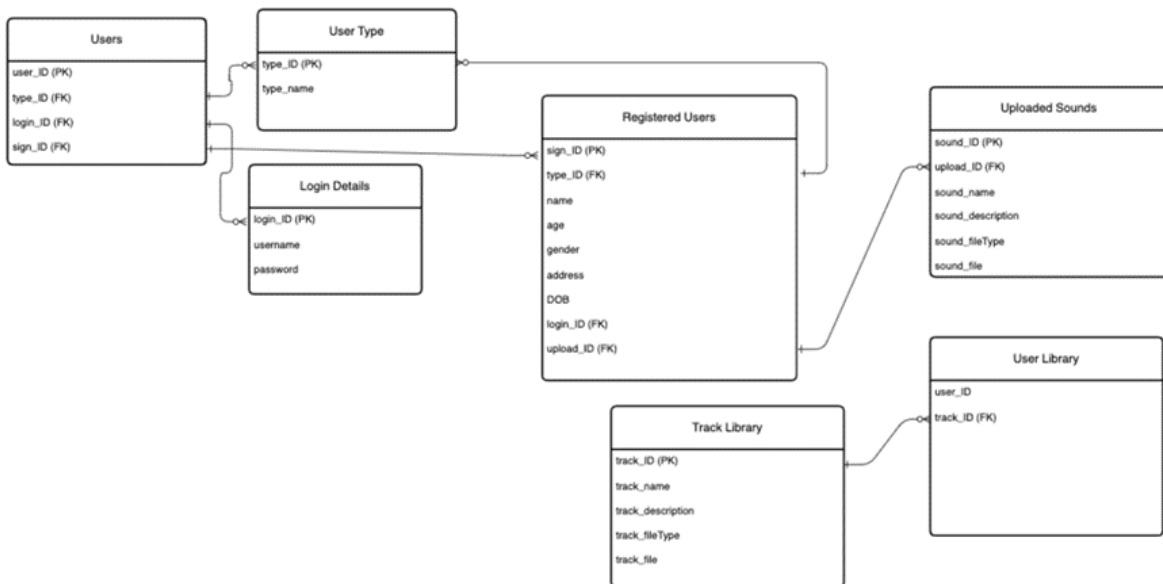 Users
user_ID (PK)
type_ID (FK)
login_ID (FK)
sign_ID (FK)
User Type
type_ID (PK)
type_name
Login Details
login_ID (PK)
username
password
Registered Users
sign_ID (PK)
type_ID (FK)
name
age
gender
address
DOB
login_ID (FK)
upload_ID (FK)
Uploaded Sounds
sound_ID (PK)
upload_ID (FK)
sound_name
sound_description
sound_fileType
sound_file
Track Library
track_ID (PK)
track_name
track_description
track_fileType
track_file
User Library
user_ID
track_ID (FK)